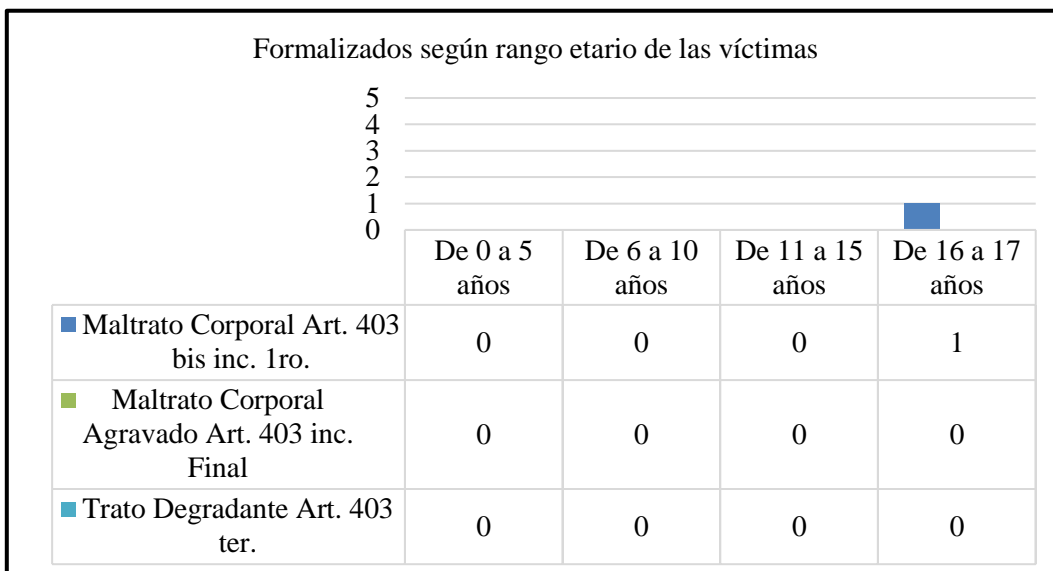 Formalizados según rango etario de las víctimas
5
4
3
2
1
0
De 0 a 5 años
De 6 a 10 años
De 11 a 15 años
De 16 a 17 años
Maltrato Corporal Art. 403
bis inc. 1ro.
0 0 0 1
Maltrato Corporal
Agravado Art. 403 inc.
Final
0 0 0 0
Trato Degradante Art. 403
ter.
0 0 0 0